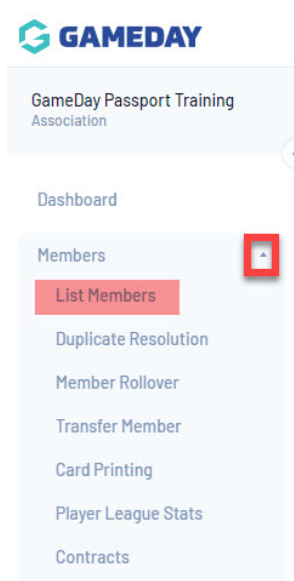 GAMEDAY
GameDay Passport Training
Association
Dashboard
Members
List Members
Duplicate Resolution
Member Rollover
Transfer Member
Card Printing
Player League Stats
Contracts